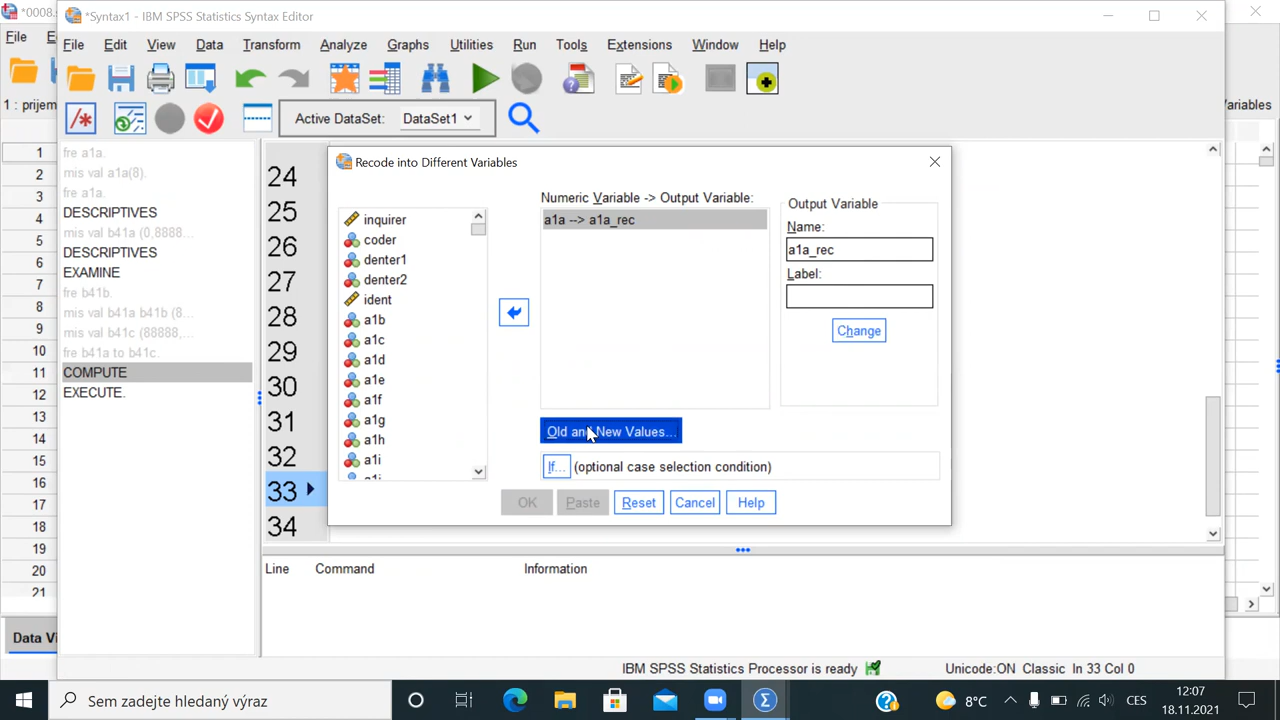 *0008.s
*Syntax1 - IBM SPSS Statistics Syntax Editor
File
File Edit View Data Transform Analyze Graphs Utilities Run Tools Extensions Window Help
Active DataSet: DataSet1
1 : prijem
ariables
1
2
3
4
5
6
7
8
9
10
11
12
13
14
15
16
17
18
19
20
21
Data Vi
fre a1a.
mis val a1a(8).
fre a1a.
DESCRIPTIVES
mis val b41a (0,8888...
DESCRIPTIVES
EXAMINE
fre b41b.
mis val b41a b41b (8...
mis val b41c (88888,...
fre b41a to b41c.
COMPUTE
EXECUTE.
24
25
26
27
28
29
30
31
32
33
34
Recode into Different Variables
inquirer
coder
denter1
denter2
ident
a1b
a1c
a1d
a1e
a1f
a1g
a1h
a1i
a1j
Numeric Variable -> Output Variable:
a1a --> a1a_rec
Output Variable
Name:
a1a_rec
Label:
Change
Old and New Values...
If... (optional case selection condition)
OK Paste Reset Cancel Help
Line Command Information
IBM SPSS Statistics Processor is ready Unicode:ON Classic In 33 Col 0
Sem zadejte hledaný výraz
8°C CES 12:07
18.11.2021